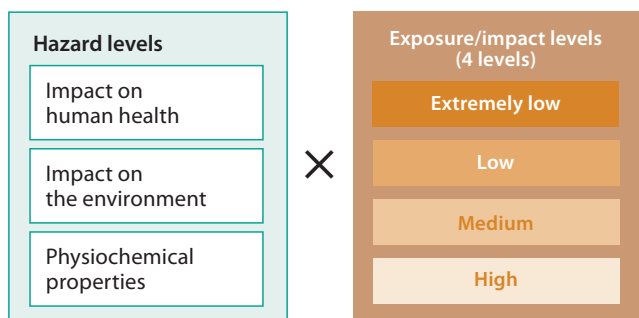 Hazard levels
Impact on
human health
Impact on
the environment
Physiochemical
properties
×
Exposure/impact levels
(4 levels)
Extremely low
Low
Medium
High